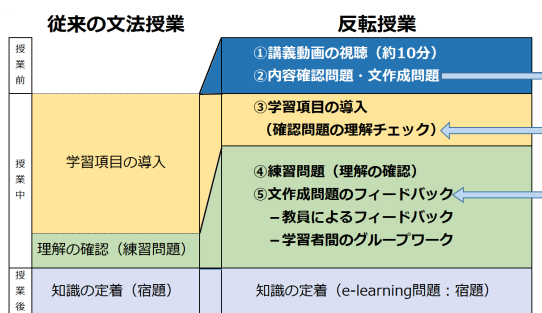 従来の文法授業
反転授業
授業前
①講義動画の視聴（約10分）
②内容確認問題・文作成問題
授業中
学習項目の導入
理解の確認（練習問題）
③学習項目の導入
（確認問題の理解チェック）
④練習問題（理解の確認）
⑤文作成問題のフィードバック
－教員によるフィードバック
－学習者間のグループワーク
授業後
知識の定着（宿題）
知識の定着（e-learning問題：宿題）